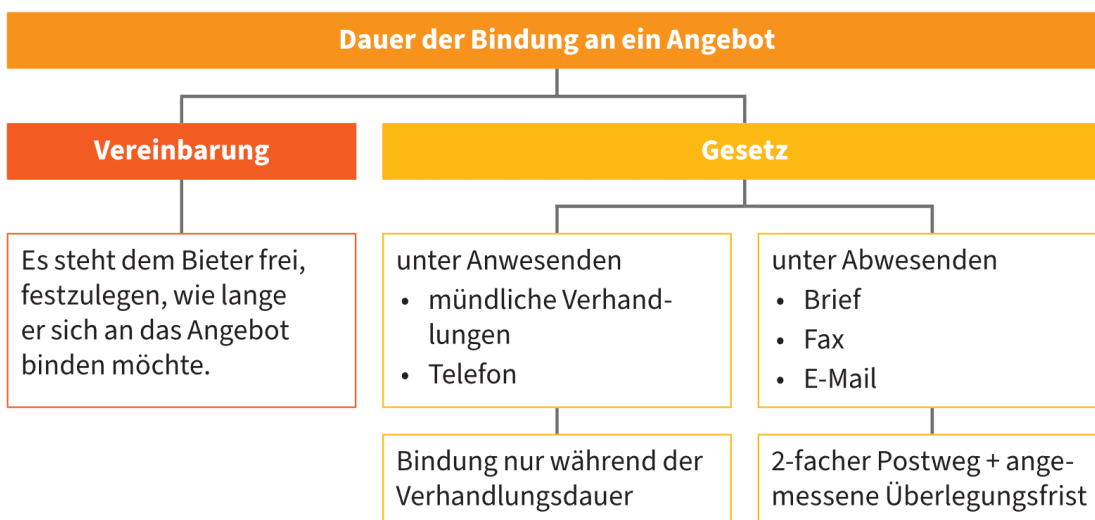 Dauer der Bindung an ein Angebot
Vereinbarung
Gesetz
Es steht dem Bieter frei,
festzulegen, wie lange
er sich an das Angebot
binden möchte.
unter Anwesenden
• mündliche Verhand-
lungen
• Telefon
unter Abwesenden
• Brief
• Fax
• E-Mail
Bindung nur während der
Verhandlungsdauer
2-facher Postweg + ange-
messene Überlegungsfrist